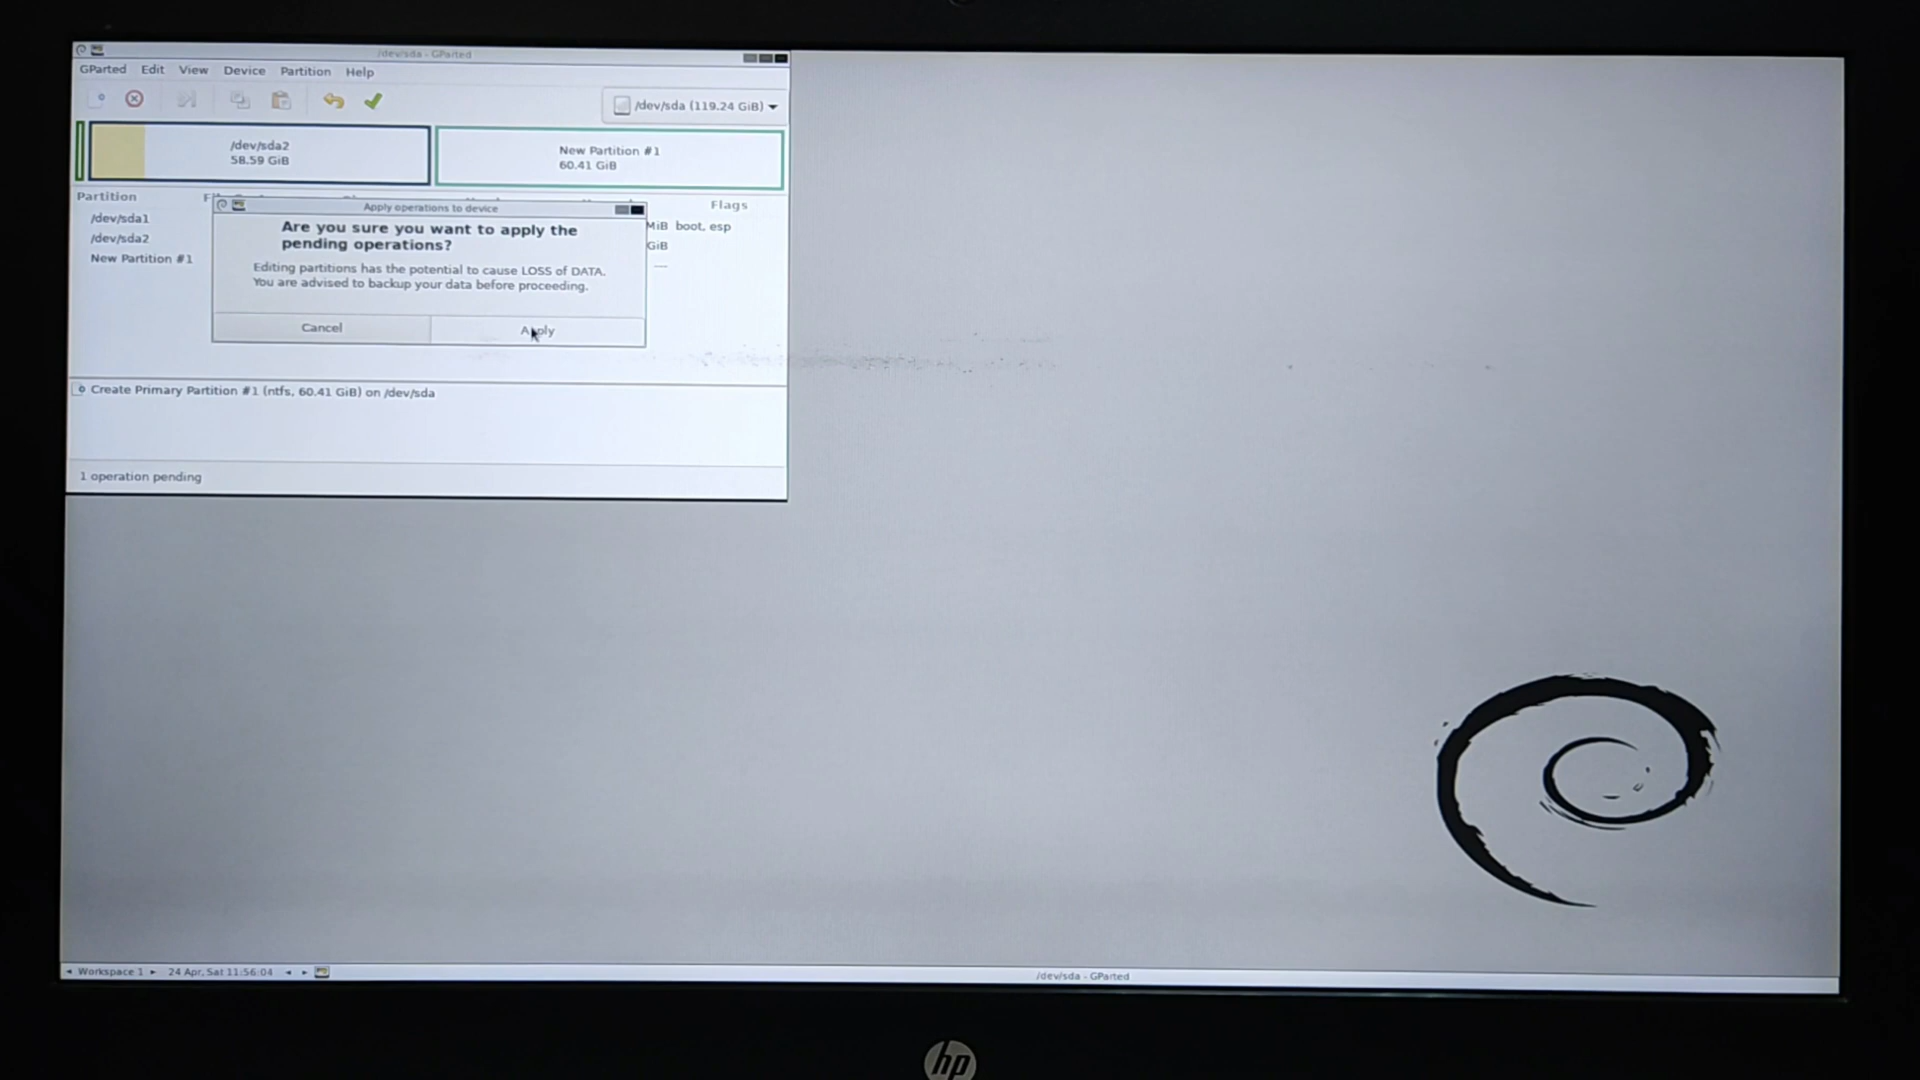 /dev/sda - GParted
GParted Edit View Device Partition Help
/dev/sda (119.24 GiB)
/dev/sda2
58.59 GiB
New Partition #1
60.41 GiB
Partition
Flags
/dev/sda1
MiB boot, esp
/dev/sda2
GiB
New Partition #1
---
Apply operations to device
Are you sure you want to apply the
pending operations?
Editing partitions has the potential to cause LOSS of DATA.
You are advised to backup your data before proceeding.
Cancel
Apply
Create Primary Partition #1 (ntfs, 60.41 GiB) on /dev/sda
1 operation pending
Workspace 1 24 Apr, Sat 11:56:04
/dev/sda - GParted
hp